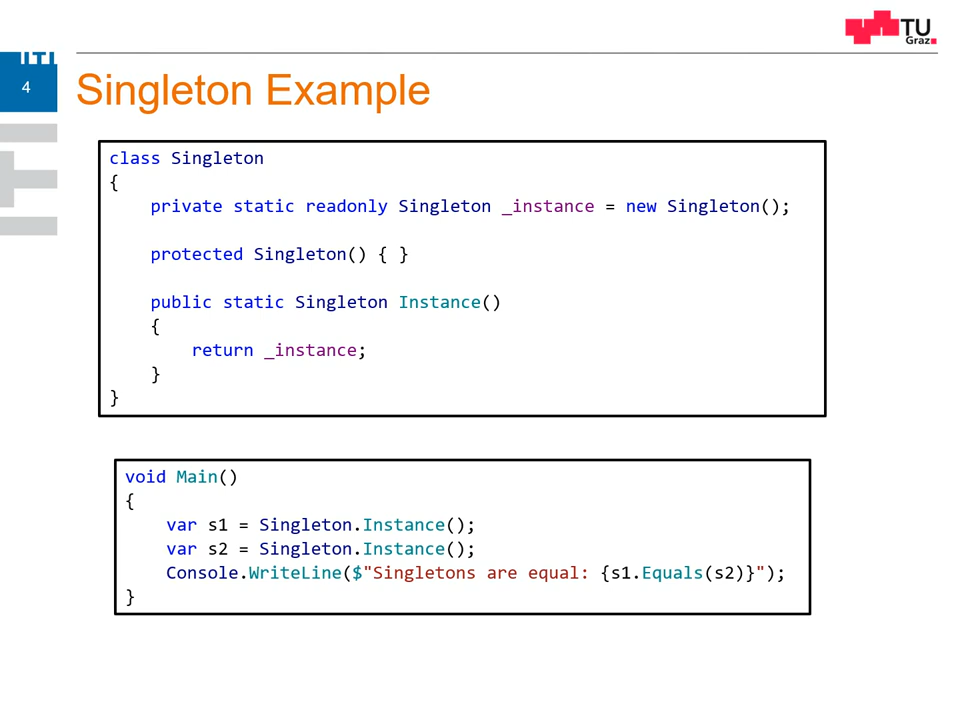 TU
Graz
4
Singleton Example
class Singleton
{
    private static readonly Singleton _instance = new Singleton();

    protected Singleton() { }

    public static Singleton Instance()
    {
        return _instance;
    }
}
void Main()
{
    var s1 = Singleton.Instance();
    var s2 = Singleton.Instance();
    Console.WriteLine($"Singletons are equal: {s1.Equals(s2)}");
}